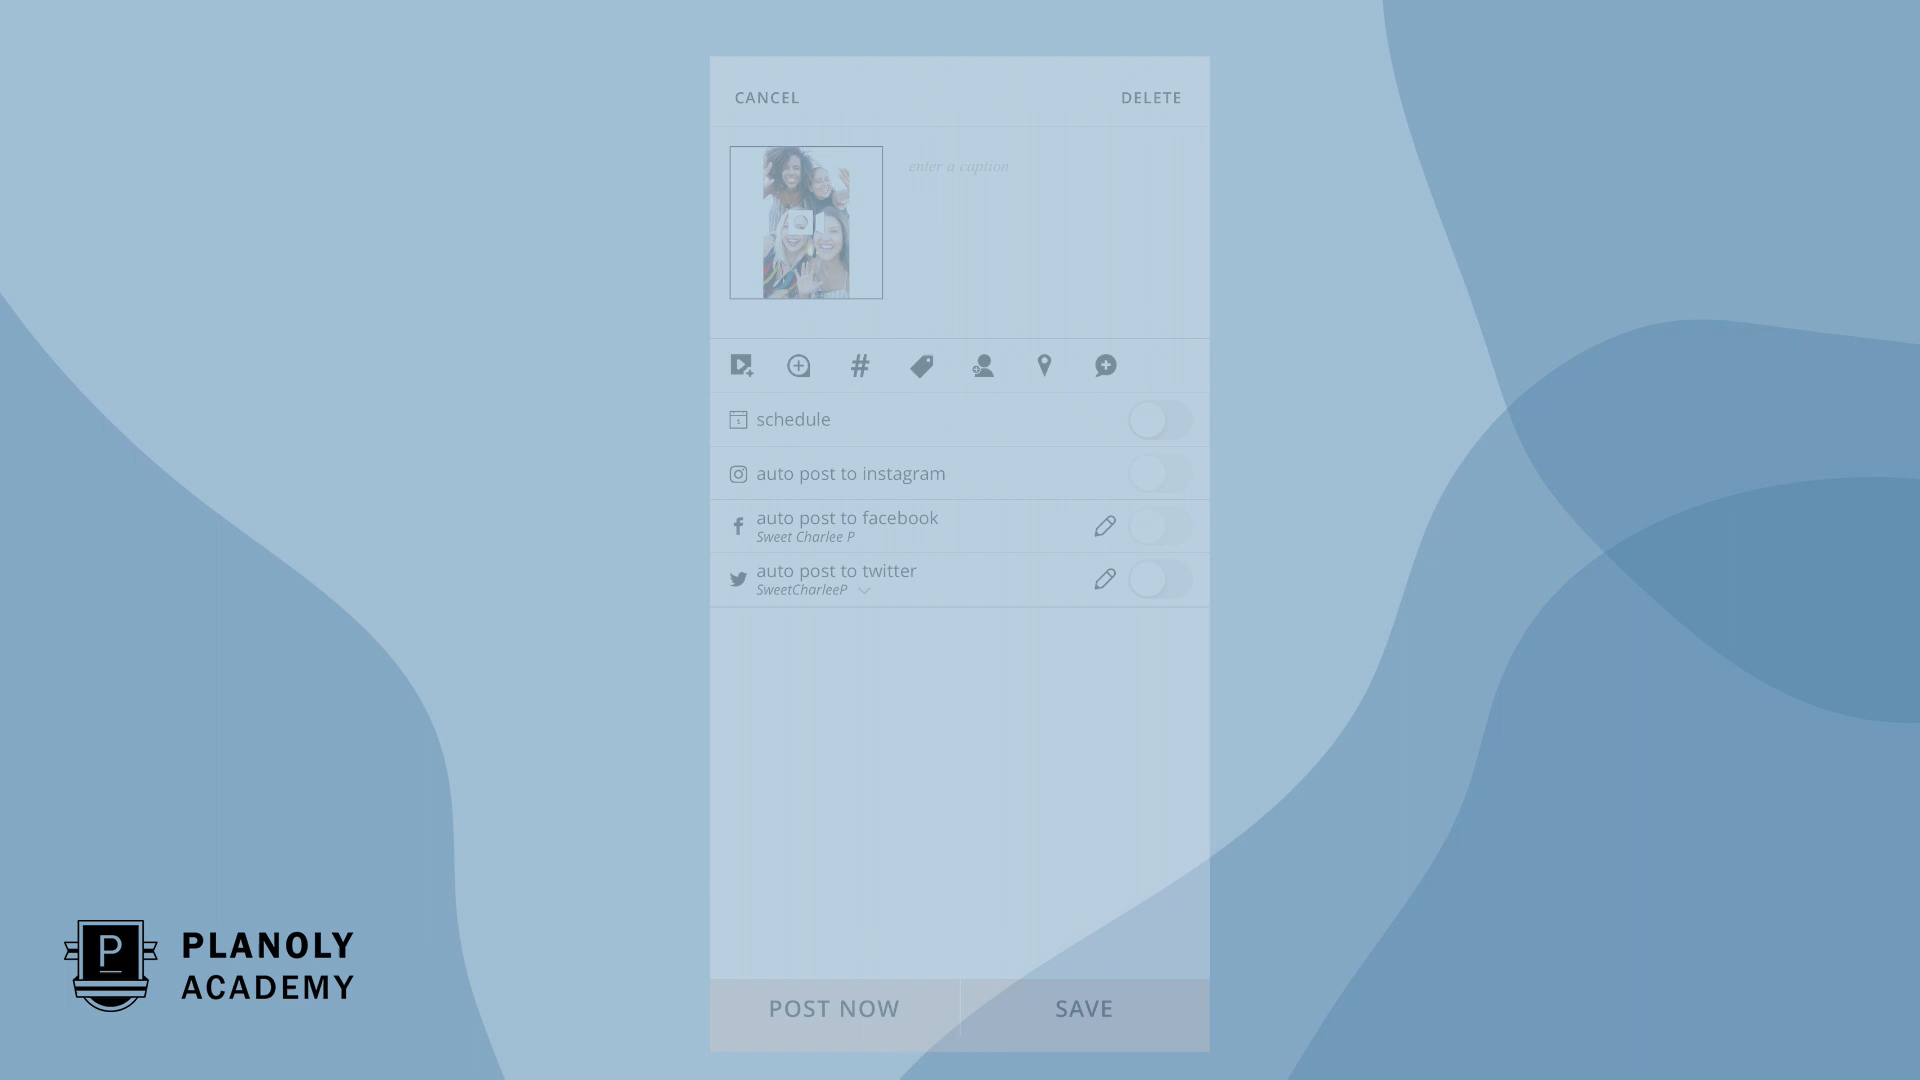 CANCEL
DELETE
enter a caption
schedule
auto post to instagram
auto post to facebook
Sweet Charlee P
auto post to twitter
SweetCharleeP
POST NOW
SAVE
P
PLANOLY
ACADEMY